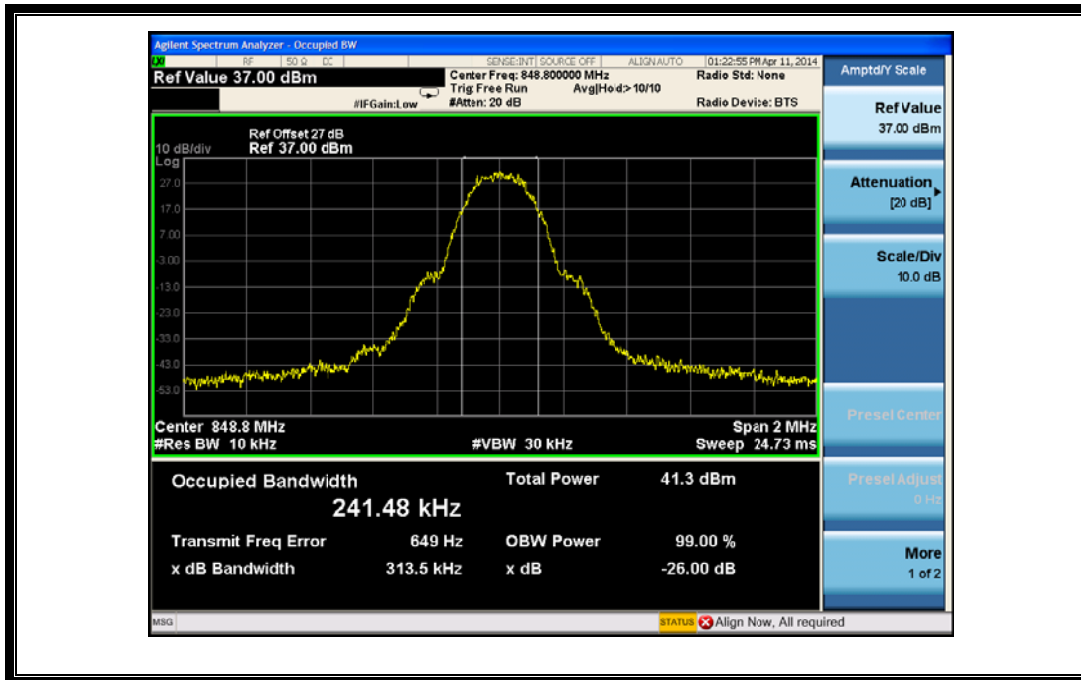 Agilent Spectrum Analyzer - Occupied BW
LXI RF 50 Ω DC SENSE:INT SOURCE OFF ALIGN AUTO 01:22:55 PM Apr 11, 2014
Ref Value 37.00 dBm
Center Freq: 848.800000 MHz
Radio Std: None
Trig: Free Run
Avg|Hold:> 10/10
#IFGain:Low
#Atten: 20 dB
Radio Device: BTS
Ref Offset 27 dB
10 dB/div
Ref 37.00 dBm
Log
27.0
17.0
7.00
-3.00
-13.0
-23.0
-33.0
-43.0
-53.0
Center 848.8 MHz
Span 2 MHz
#Res BW 10 kHz
#VBW 30 kHz
Sweep 24.73 ms
Occupied Bandwidth
Total Power 41.3 dBm
241.48 kHz
Transmit Freq Error 649 Hz
OBW Power 99.00 %
x dB Bandwidth 313.5 kHz
x dB -26.00 dB
Amptd/Y Scale
Ref Value
37.00 dBm
Attenuation
[20 dB]
Scale/Div
10.0 dB
Presel Center
Presel Adjust
0 Hz
More
1 of 2
MSG
STATUS
Align Now, All required